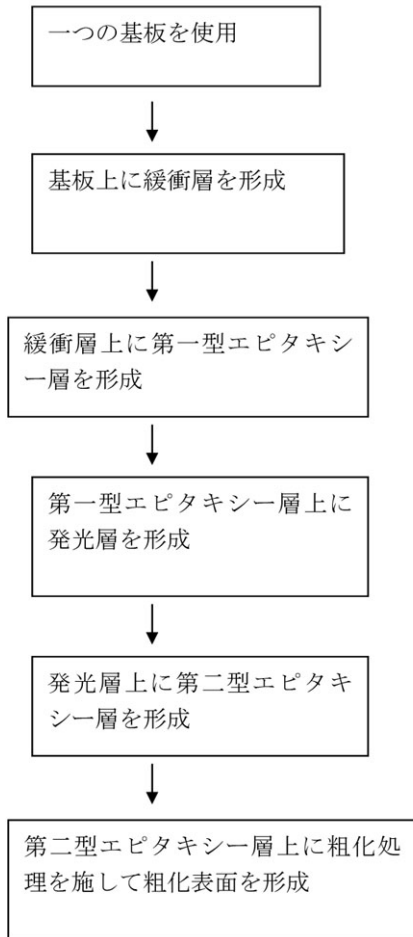 一つの基板を使用
基板上に緩衝層を形成
緩衝層上に第一型エピタキシ
ー層を形成
第一型エピタキシー層上に
発光層を形成
発光層上に第二型エピタキ
シー層を形成
第二型エピタキシー層上に粗化処
理を施して粗化表面を形成